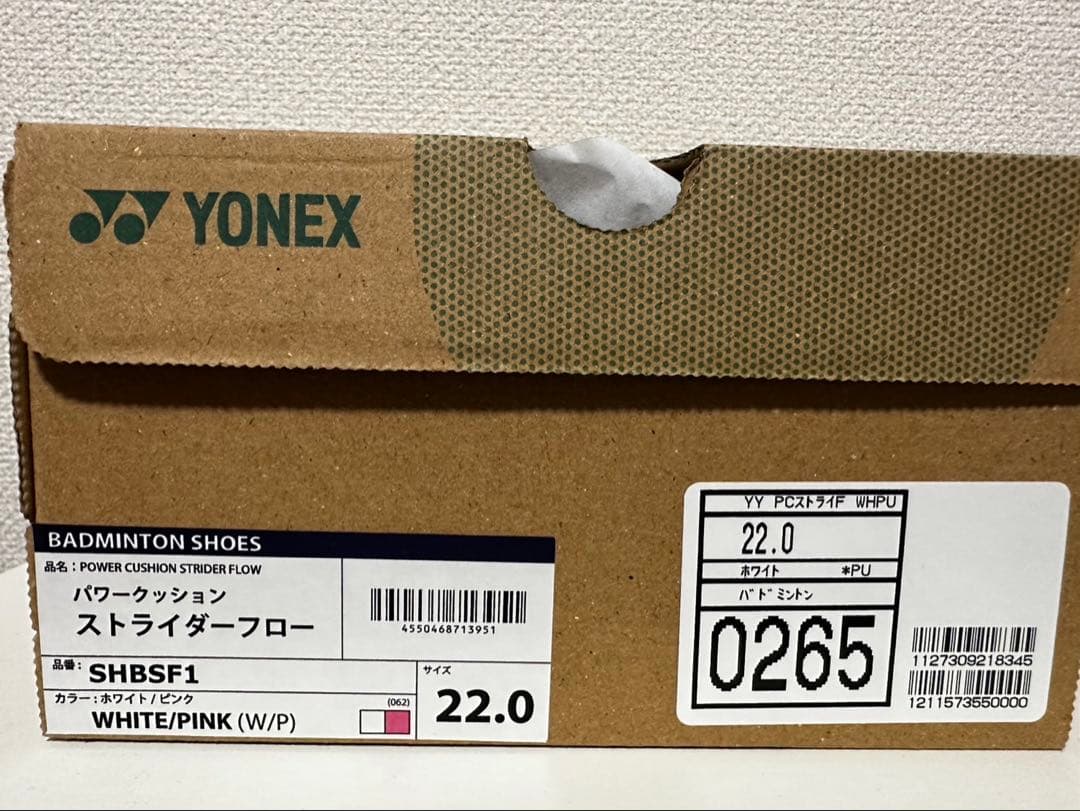 YONEX
BADMINTON SHOES
品名：POWER CUSHION STRIDER FLOW
パワークッション
ストライダーフロー
4550468713951
品番：SHBSF1
カラー：ホワイト/ピンク
(062)
WHITE/PINK (W/P)
サイズ
22.0
YY PCストライF WHPU
22.0
ホワイト *PU
バドミントン
0265
1127309218345
1211573550000